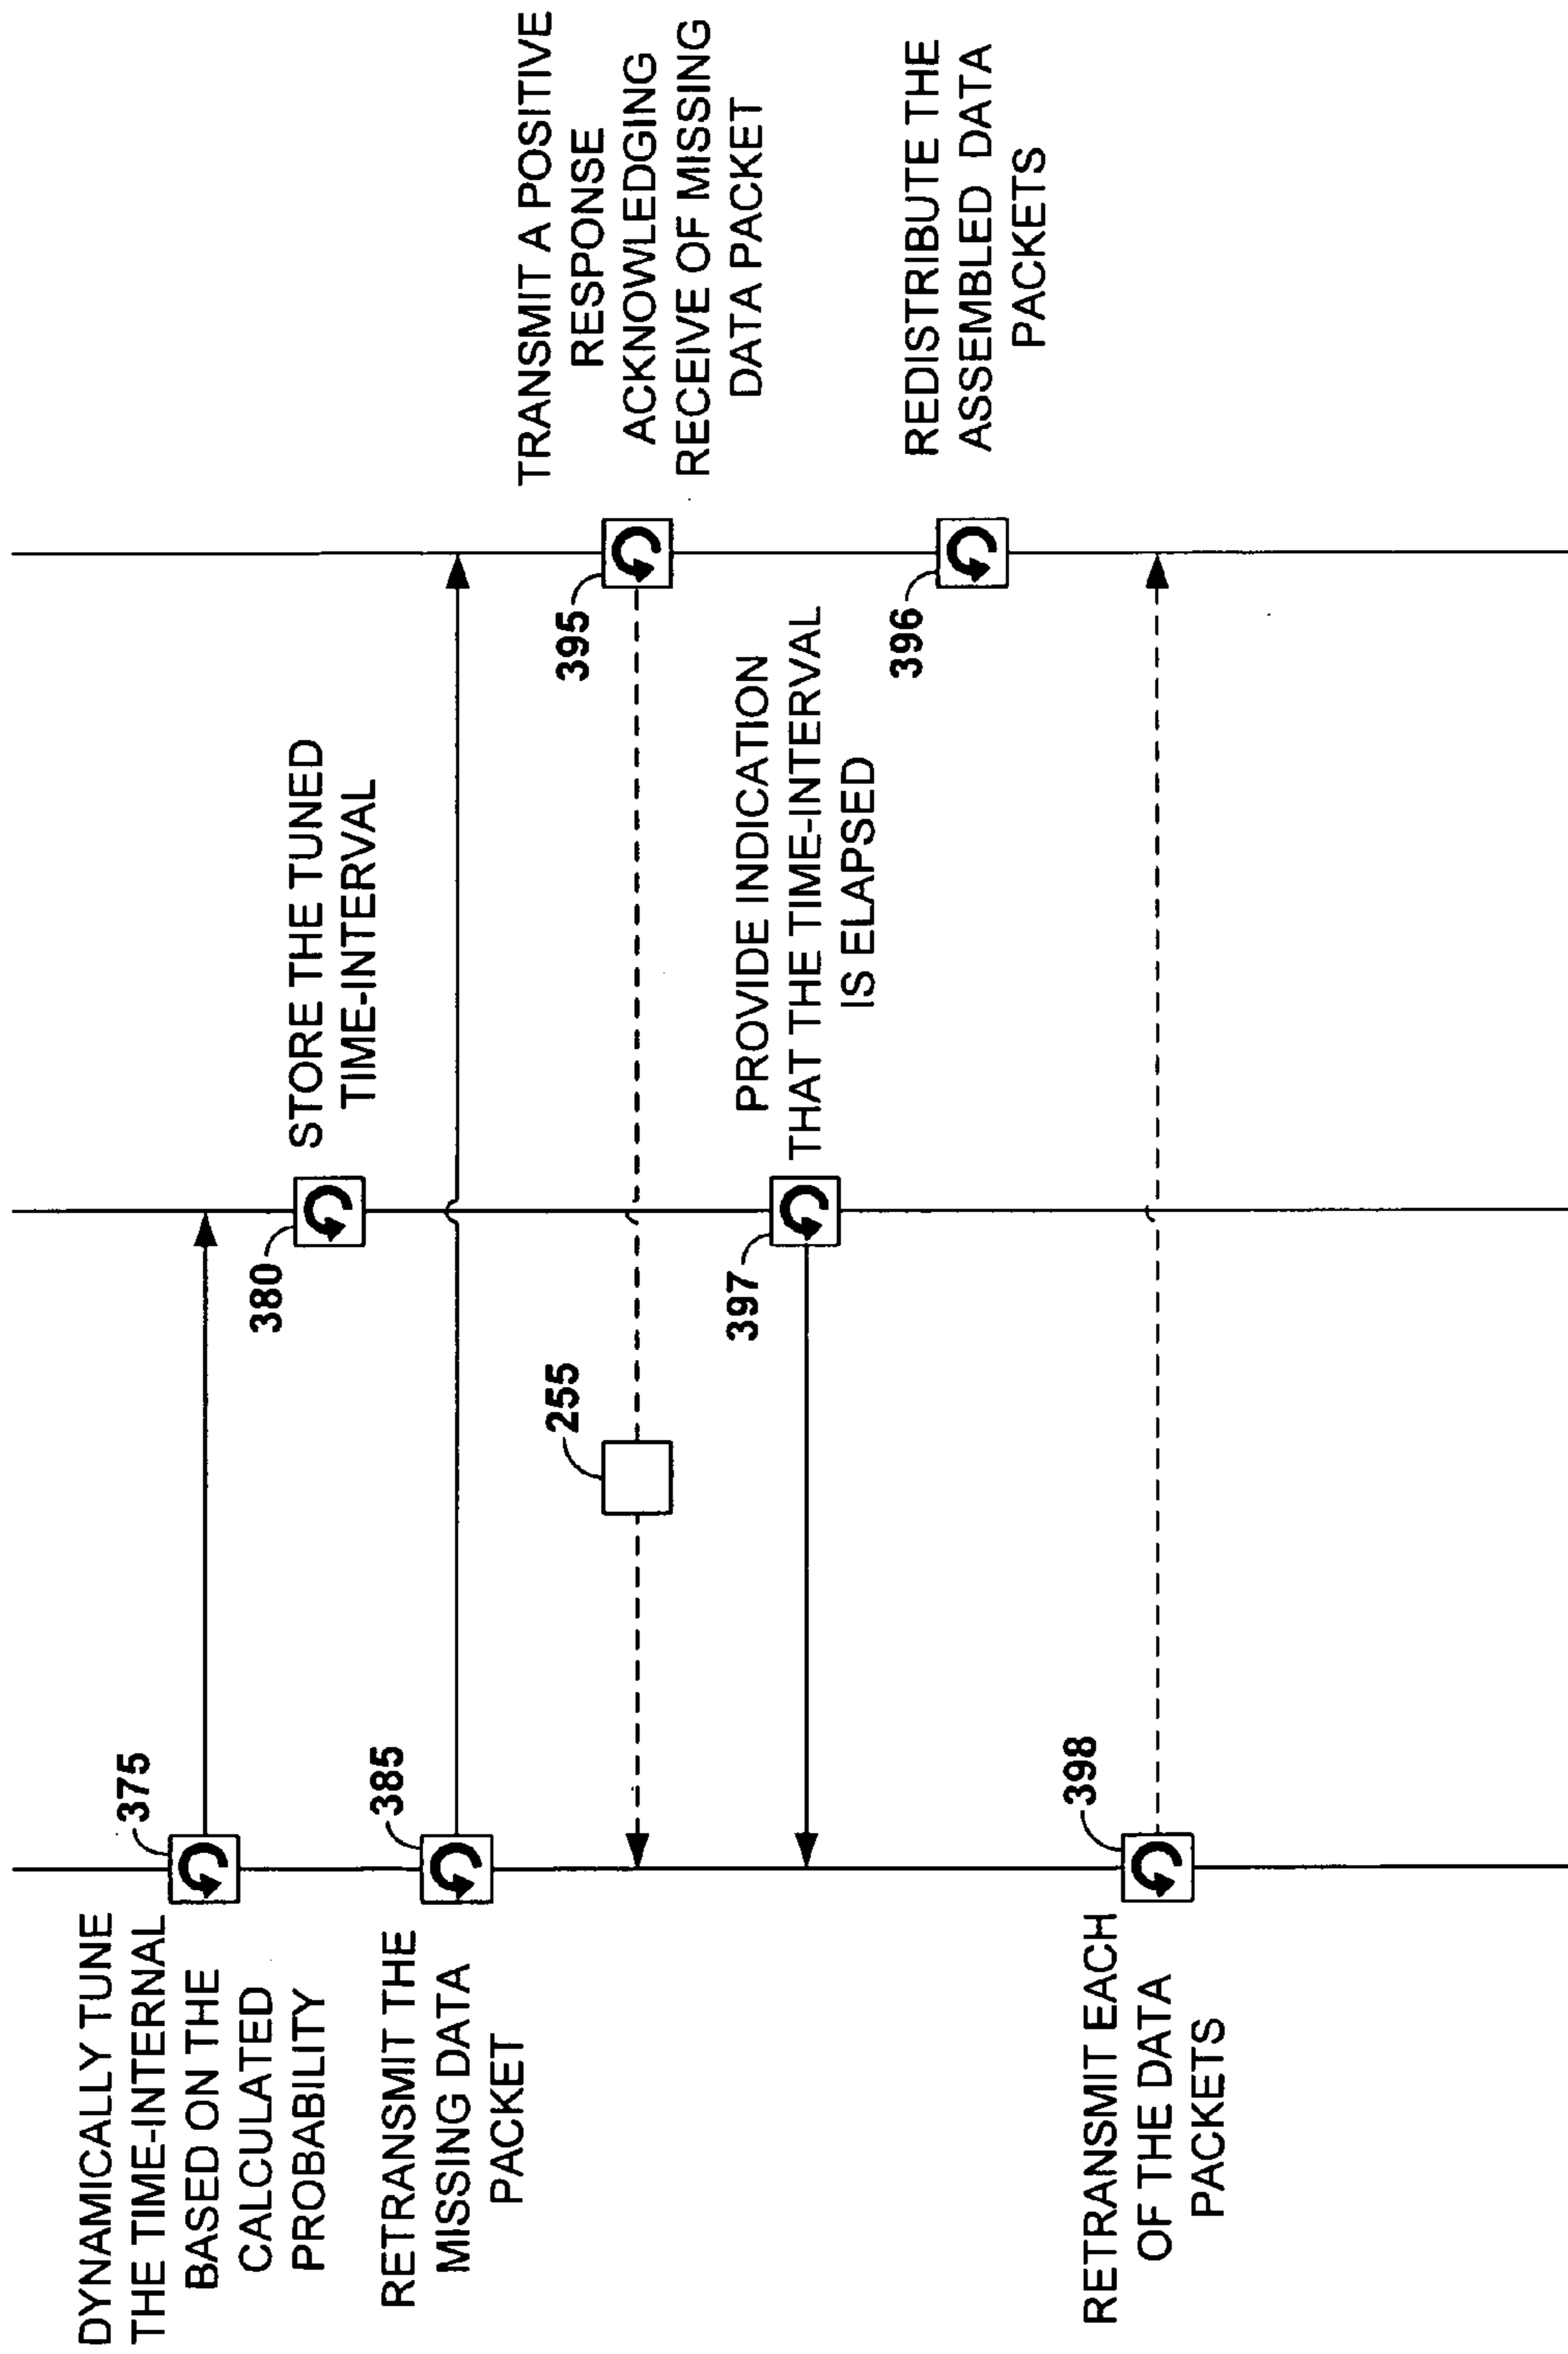 DYNAMICALLY TUNE
THE TIME-INTERNAL
BASED ON THE
CALCULATED
PROBABILITY
375
380
STORE THE TUNED
TIME-INTERVAL
RETRANSMIT THE
MISSING DATA
PACKET
385
255
395
TRANSMIT A POSITIVE
RESPONSE
ACKNOWLEDGING
RECEIVE OF MISSING
DATA PACKET
397
PROVIDE INDICATION
THAT THE TIME-INTERVAL
IS ELAPSED
396
REDISTRIBUTE THE
ASSEMBLED DATA
PACKETS
RETRANSMIT EACH
OF THE DATA
PACKETS
398